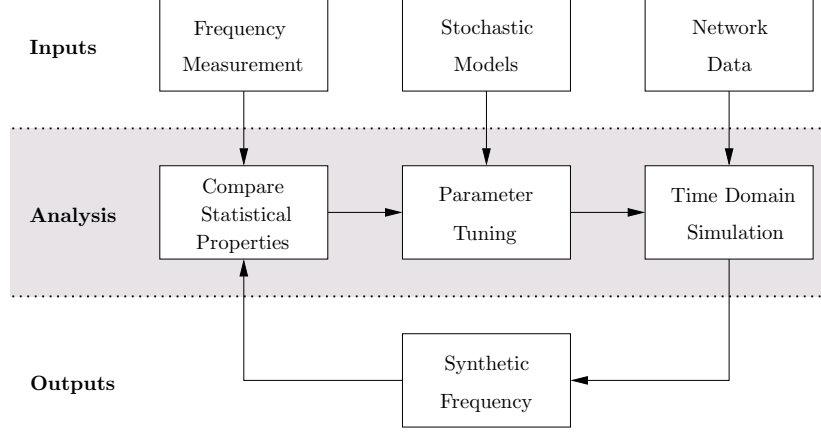 Inputs
Frequency
Measurement
Stochastic
Models
Network
Data
Analysis
Compare
Statistical
Properties
Parameter
Tuning
Time Domain
Simulation
Outputs
Synthetic
Frequency